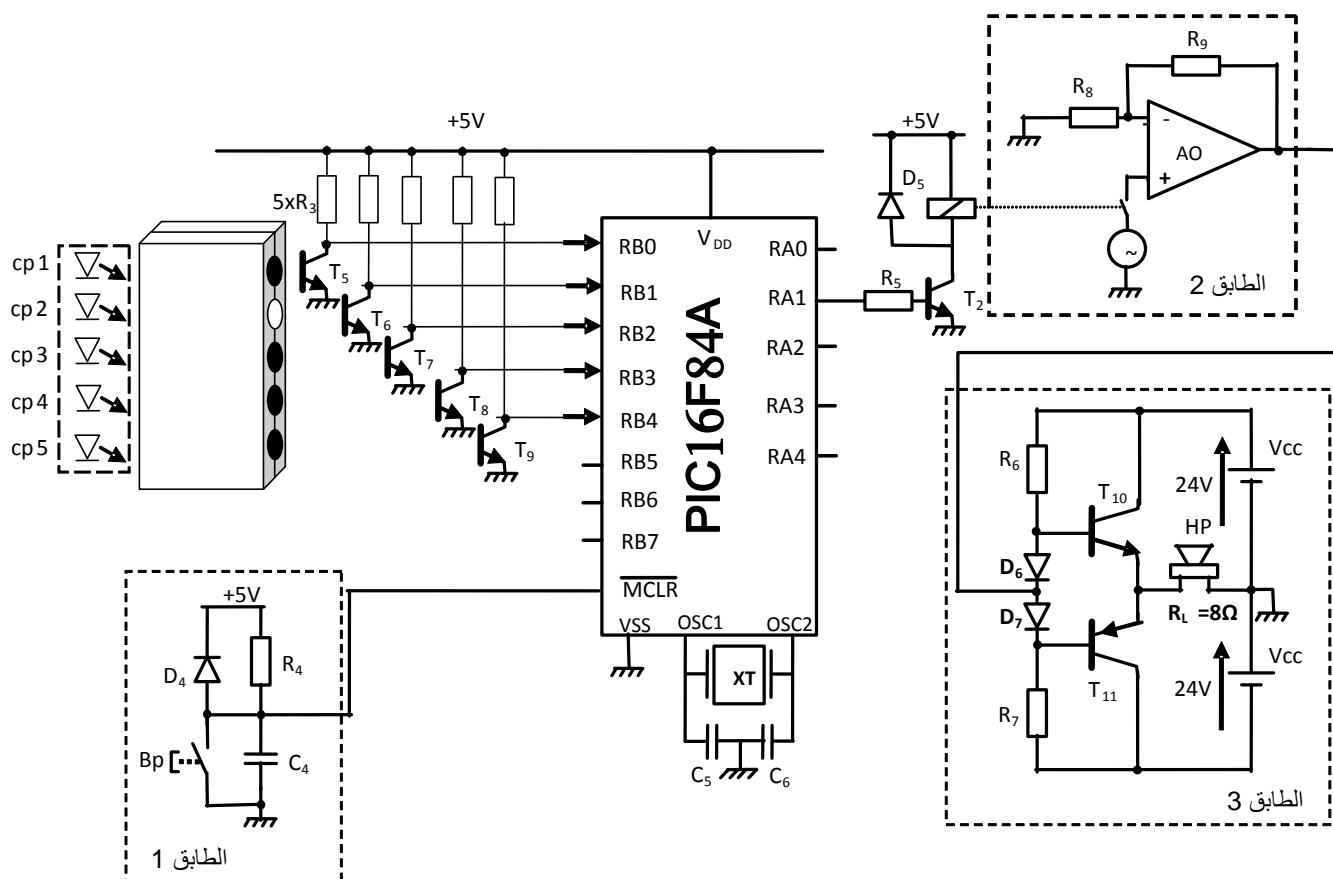 R9
R8
+5V
+5V
-
AO
+
D5
5xR3
~
RB0
VDD
RA0
cp 1
T5
R5
الطابق 2
RB1
RA1
cp 2
T6
T2
RB2
RA2
cp 3
T7
RB3
PIC16F84A
RA3
cp 4
T8
RB4
RA4
cp 5
T9
RB5
RB6
RB7
R6
Vcc
T10
24V
HP
D6
MCLR
+5V
VSS
OSC1
OSC2
D7
RL =8Ω
D4
R4
XT
T11
Vcc
24V
R7
Bp
C4
C5
C6
الطابق 3
الطابق 1